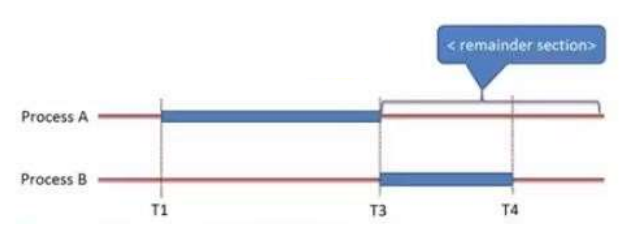 < remainder section>
Process A
Process B
T1 T3 T4